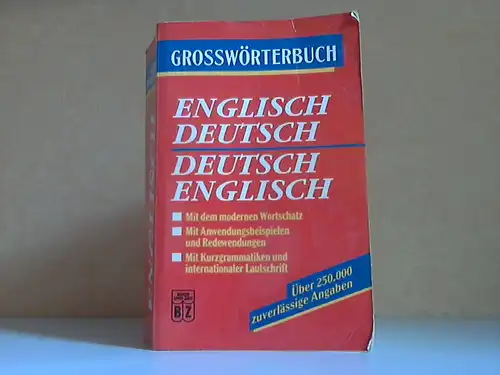 GROSSWÖRTERBUCH
ENGLISCH
DEUTSCH
DEUTSCH
ENGLISCH
Mit dem modernen Wortschatz
Mit Anwendungsbeispielen
und Redewendungen
Mit Kurzgrammatiken und
internationaler Lautschrift
Über 250.000
zuverlässige Angaben
B Z